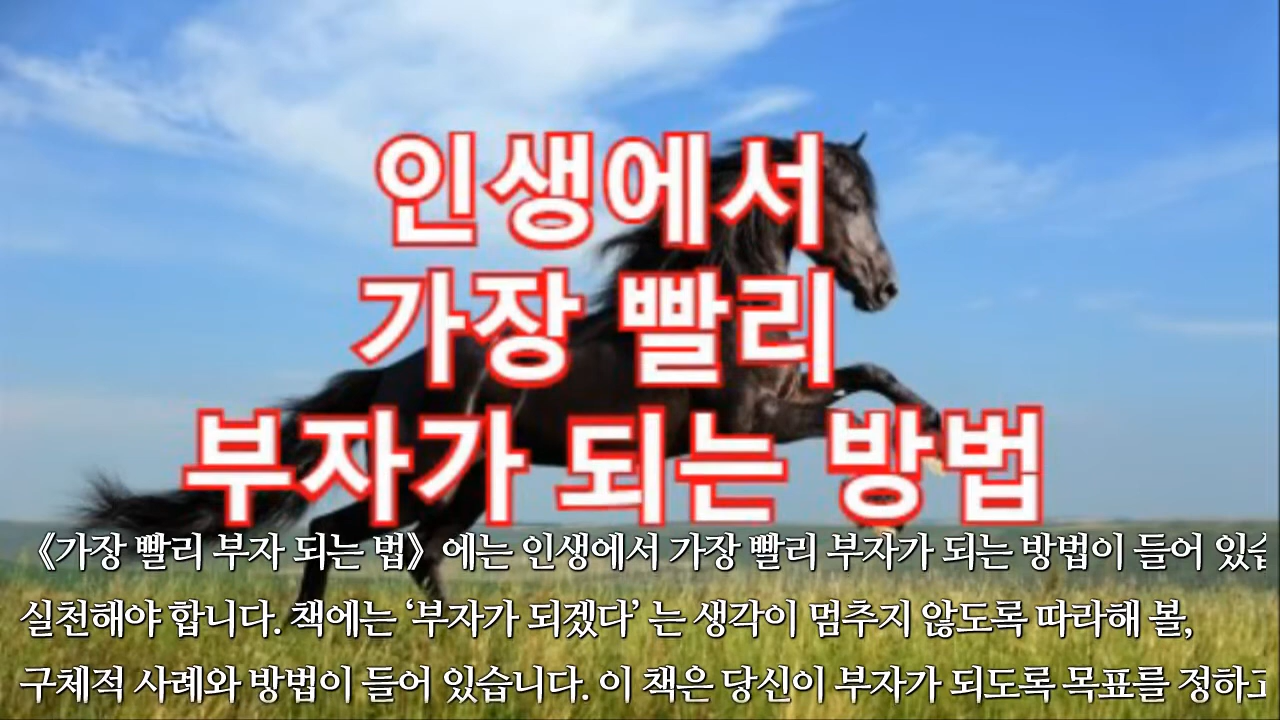 인생에서
가장 빨리
부자가 되는 방법
《가장 빨리 부자 되는 법》에는 인생에서 가장 빨리 부자가 되는 방법이 들어 있습
실천해야 합니다. 책에는 ‘부자가 되겠다’ 는 생각이 멈추지 않도록 따라해 볼,
구체적 사례와 방법이 들어 있습니다. 이 책은 당신이 부자가 되도록 목표를 정하고